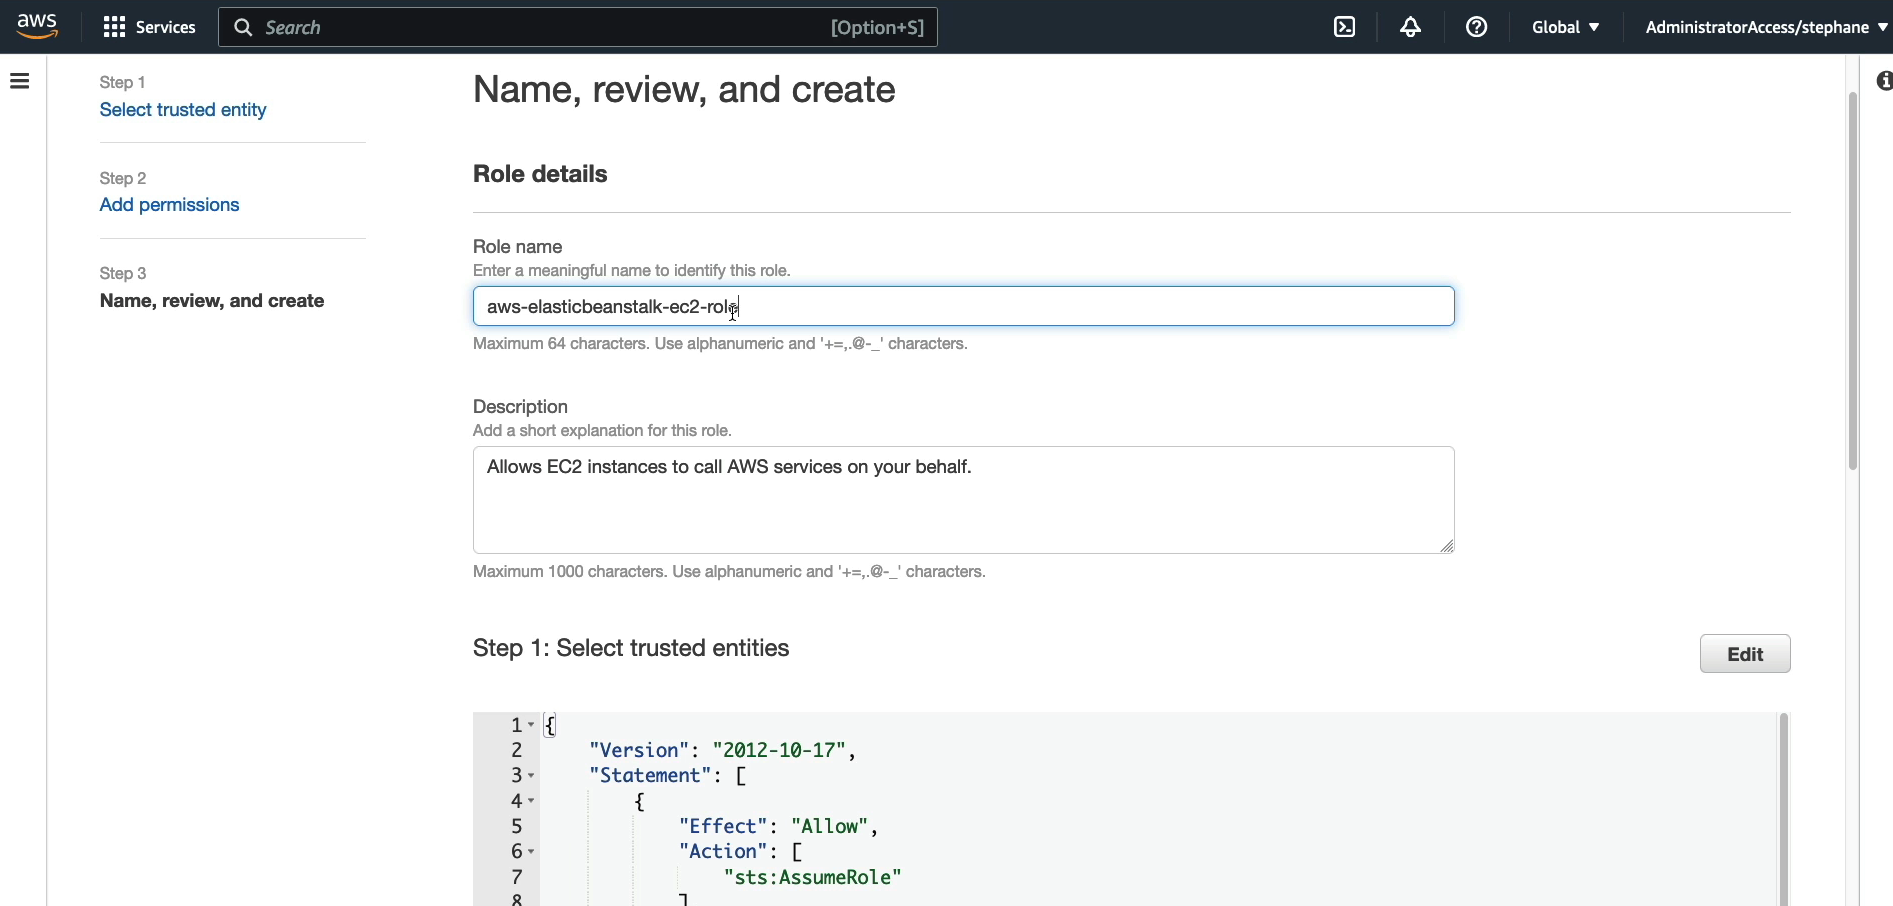 aws
Services
Search
[Option+S]
Global
AdministratorAccess/stephane
Step 1
Select trusted entity
Step 2
Add permissions
Step 3
Name, review, and create
Name, review, and create
Role details
Role name
Enter a meaningful name to identify this role.
aws-elasticbeanstalk-ec2-role
Maximum 64 characters. Use alphanumeric and '+=,.@-_' characters.
Description
Add a short explanation for this role.
Allows EC2 instances to call AWS services on your behalf.
Maximum 1000 characters. Use alphanumeric and '+=,.@-_' characters.
Step 1: Select trusted entities
Edit
1 {
2 "Version": "2012-10-17",
3 "Statement": [
4 {
5 "Effect": "Allow",
6 "Action": [
7 "sts:AssumeRole"
8 ]